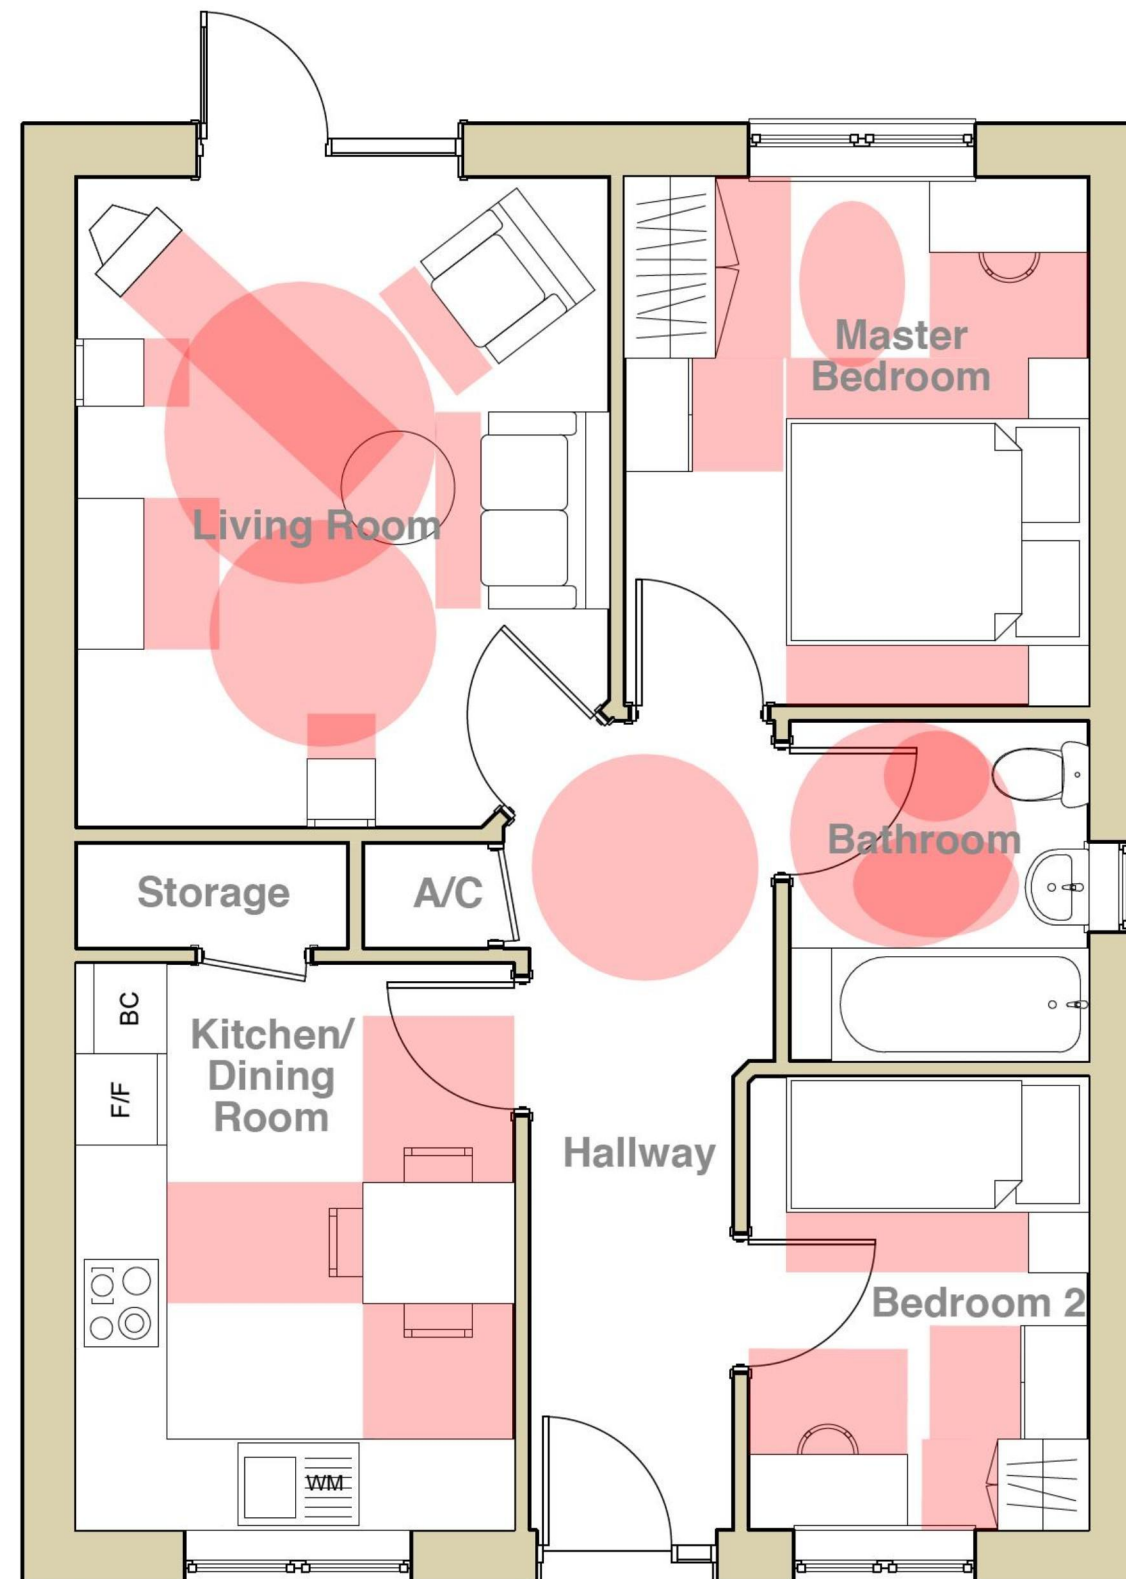 Master
Bedroom
Living Room
Bathroom
Storage
A/C
BC
F/F
Kitchen/
Dining
Room
Hallway
Bedroom 2
WM